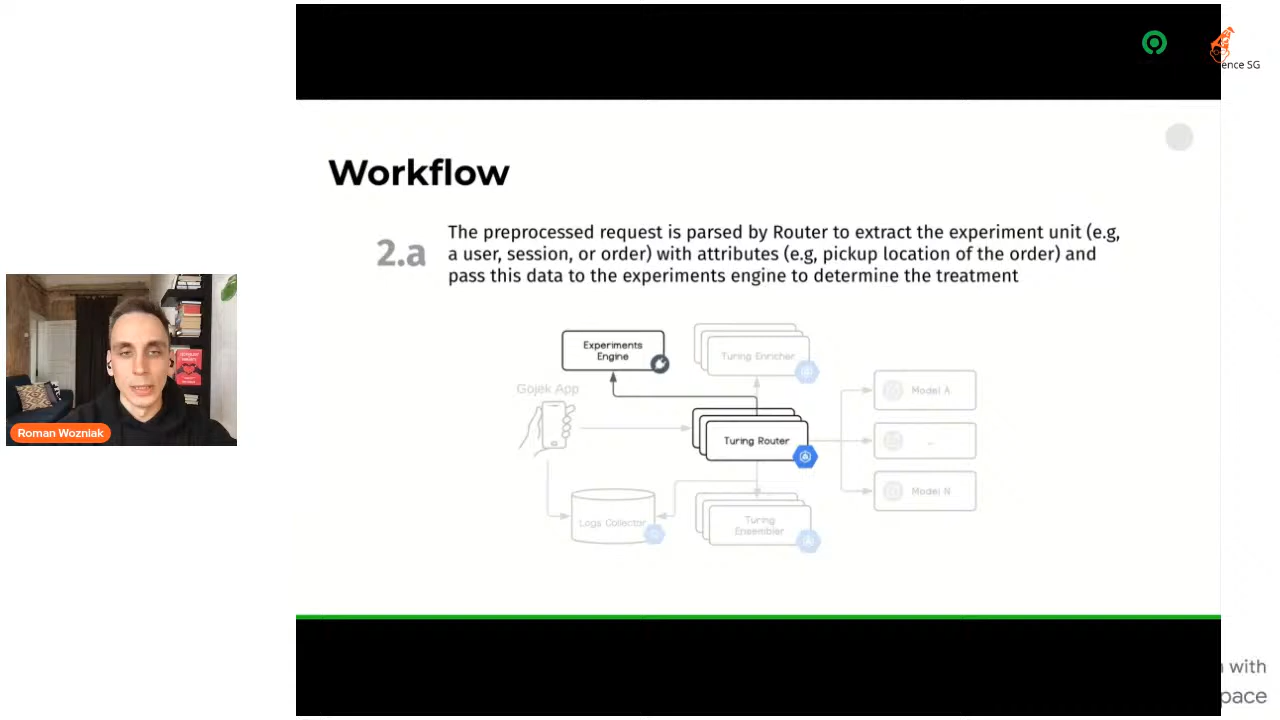 ence SG
Workflow
2.a
The preprocessed request is parsed by Router to extract the experiment unit (e.g,
a user, session, or order) with attributes (e.g, pickup location of the order) and
pass this data to the experiments engine to determine the treatment
Experiments
Engine
Turing Enricher
Gojek App
Model A
Turing Router
...
Model N
Logs Collector
Turing
Ensembler
Roman Wozniak
with
pace